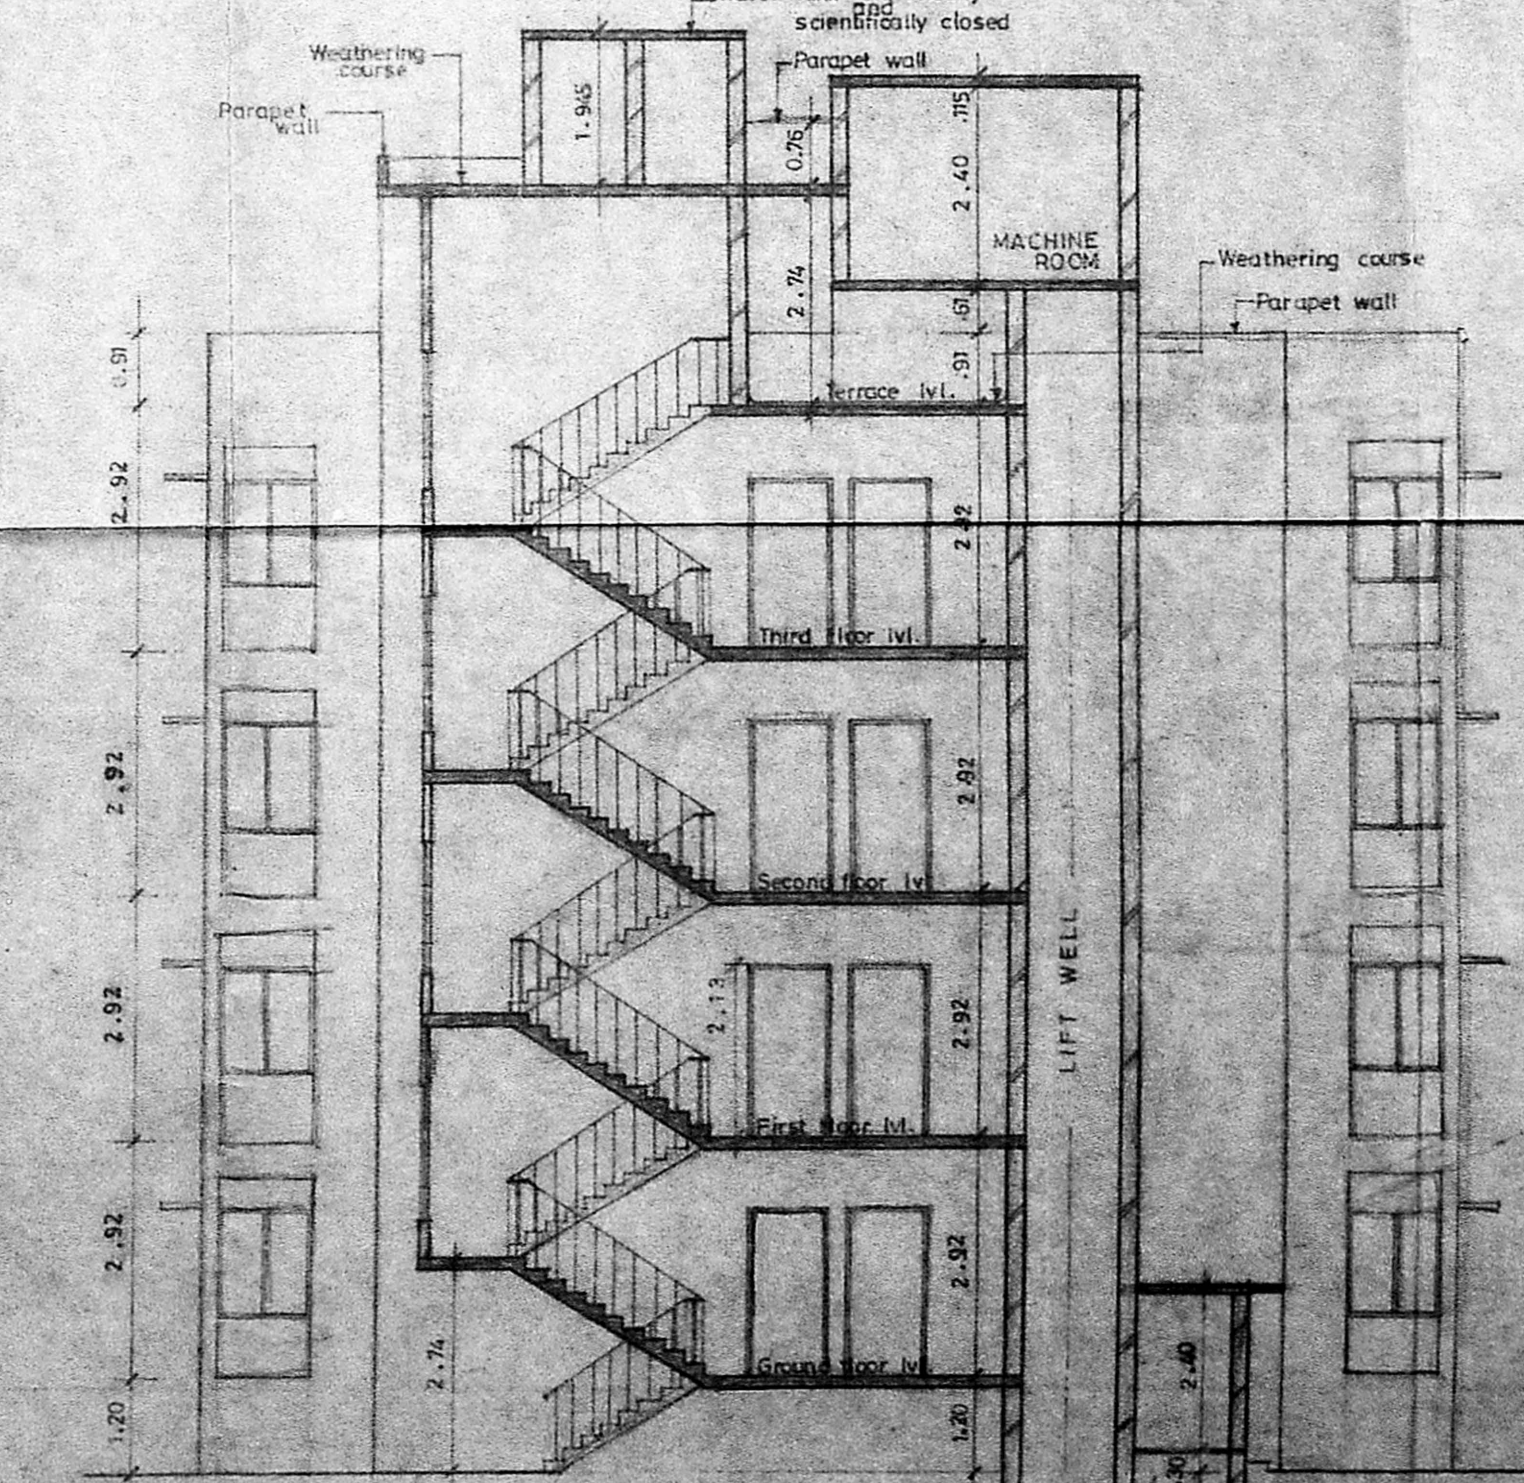 and
scientifically closed
Weathering
course
Parapet wall
Parapet
wall
1.945
0.76
.115
2.40
MACHINE
ROOM
Weathering course
Parapet wall
2.74
.61
.91
0.91
Terrace lvl.
2.92
2.92
Third floor lvl.
2.92
2.92
Second floor lvl
LIFT WELL
2.13
2.92
2.92
First floor lvl.
2.92
2.92
2.74
Ground floor lvl.
2.40
1.20
1.20
.30